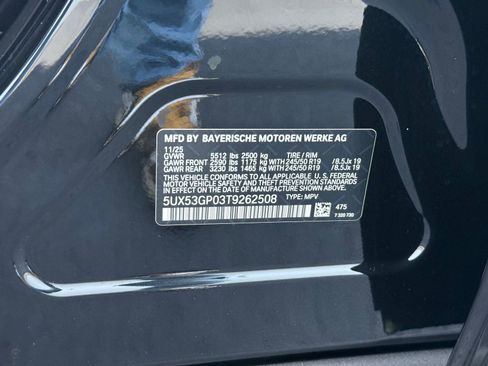 MFD BY BAYERISCHE MOTOREN WERKE AG
11/25
GVWR 5512 lbs 2500 kg TIRE / RIM
GAWR FRONT 2590 lbs 1175 kg 245/50 R19 /8.5Jx 19
GAWR REAR 3230 lbs 1465 kg 245/50 R19 /8.5Jx 19
THIS VEHICLE CONFORMS TO ALL APPLICABLE U.S. FEDERAL
MOTOR VEHICLE SAFETY AND THEFT PREVENTION STANDARDS
IN EFFECT ON THE DATE OF MANUFACTURE SHOWN ABOVE.
5UX53GP03T9262508 TYPE: MPV
475
7 320 730